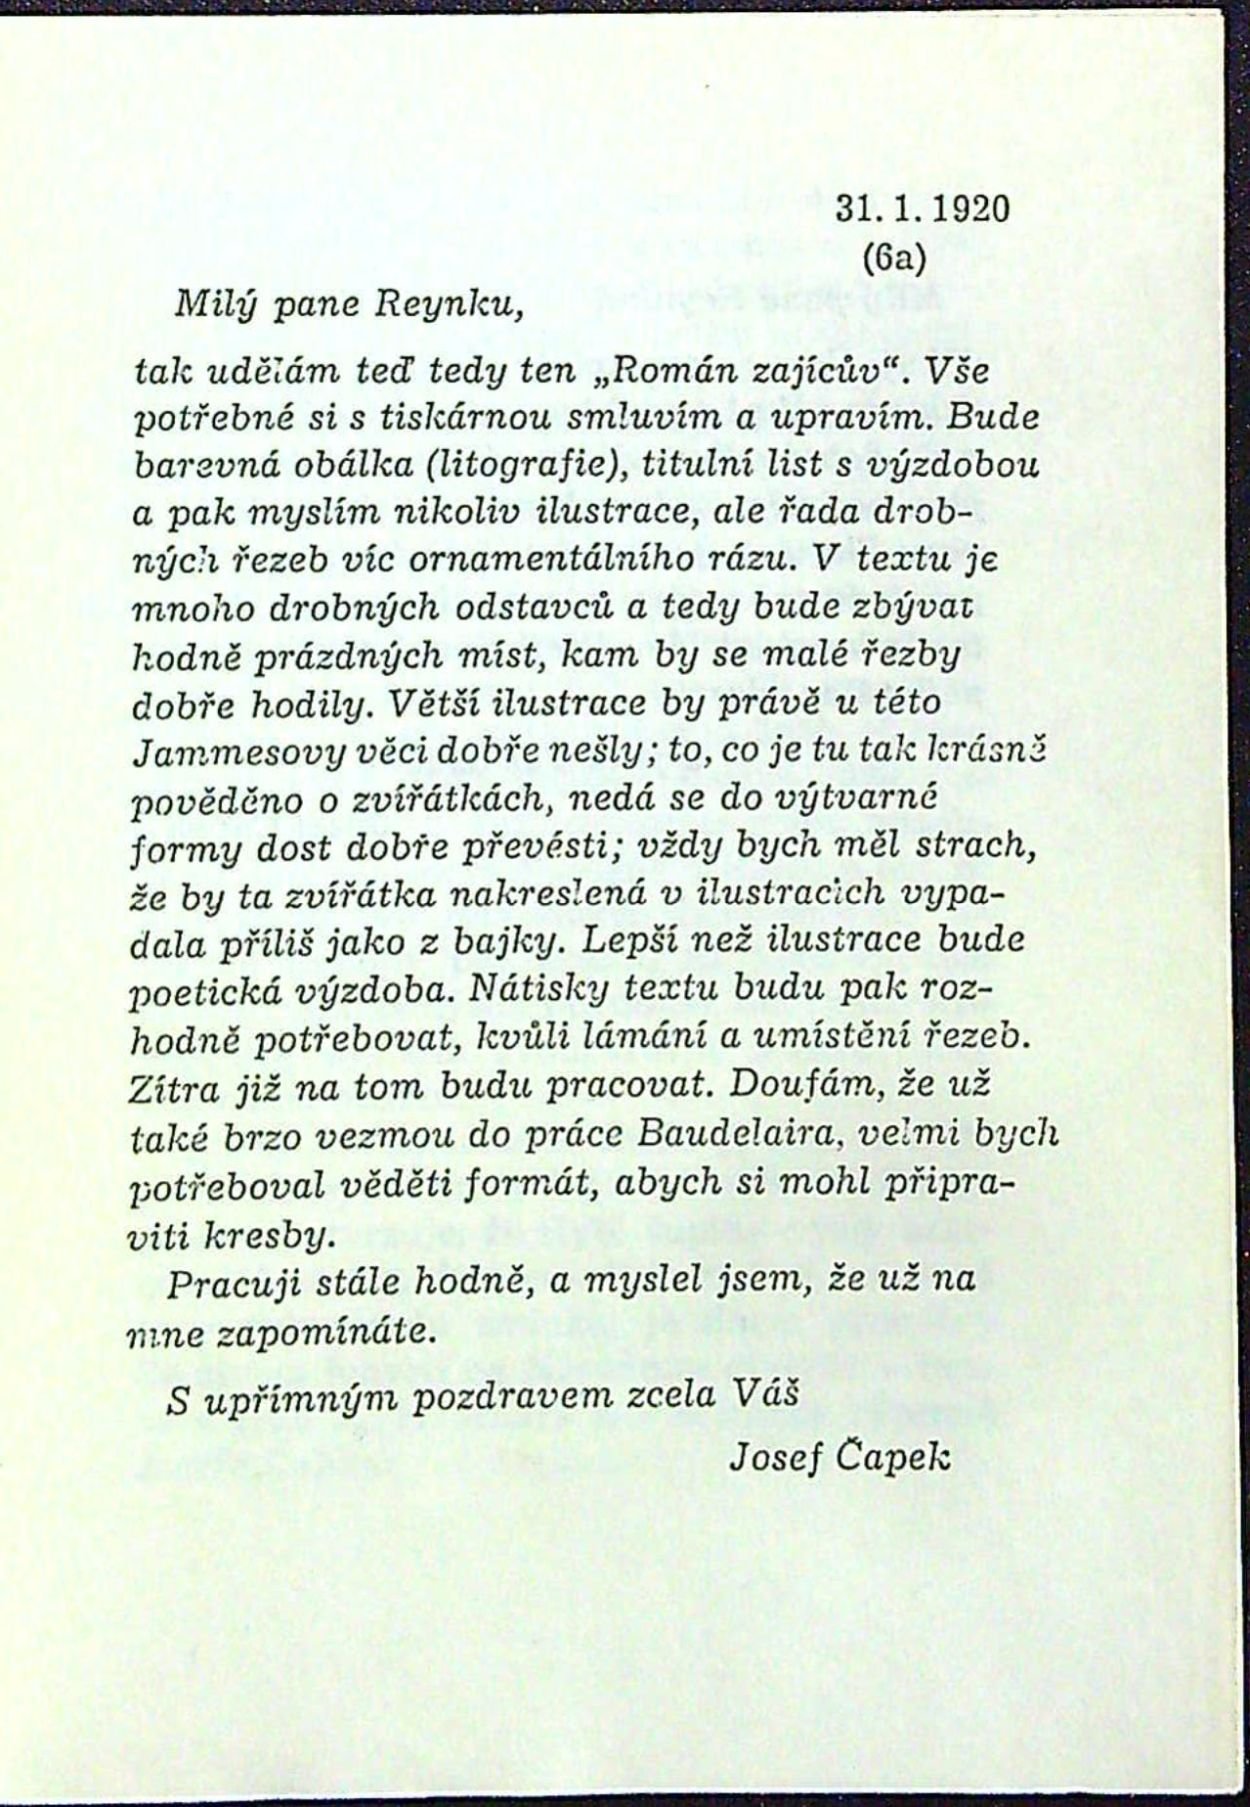 31. 1. 1920
(6a)
Milý pane Reynku,
tak udělám teď tedy ten „Román zajícův“. Vše
potřebné si s tiskárnou smluvím a upravím. Bude
barevná obálka (litografie), titulní list s výzdobou
a pak myslím nikoliv ilustrace, ale řada drob-
ných řezeb víc ornamentálního rázu. V textu je
mnoho drobných odstavců a tedy bude zbývat
hodně prázdných míst, kam by se malé řezby
dobře hodily. Větší ilustrace by právě u této
Jammesovy věci dobře nešly; to, co je tu tak krásně
pověděno o zvířátkách, nedá se do výtvarné
formy dost dobře převésti; vždy bych měl strach,
že by ta zvířátka nakreslená v ilustracích vypa-
dala příliš jako z bajky. Lepší než ilustrace bude
poetická výzdoba. Nátisky textu budu pak roz-
hodně potřebovat, kvůli lámání a umístění řezeb.
Zítra již na tom budu pracovat. Doufám, že už
také brzo vezmou do práce Baudelaira, velmi bych
potřeboval věděti formát, abych si mohl připra-
viti kresby.
Pracuji stále hodně, a myslel jsem, že už na
mne zapomínáte.
S upřímným pozdravem zcela Váš
Josef Čapek